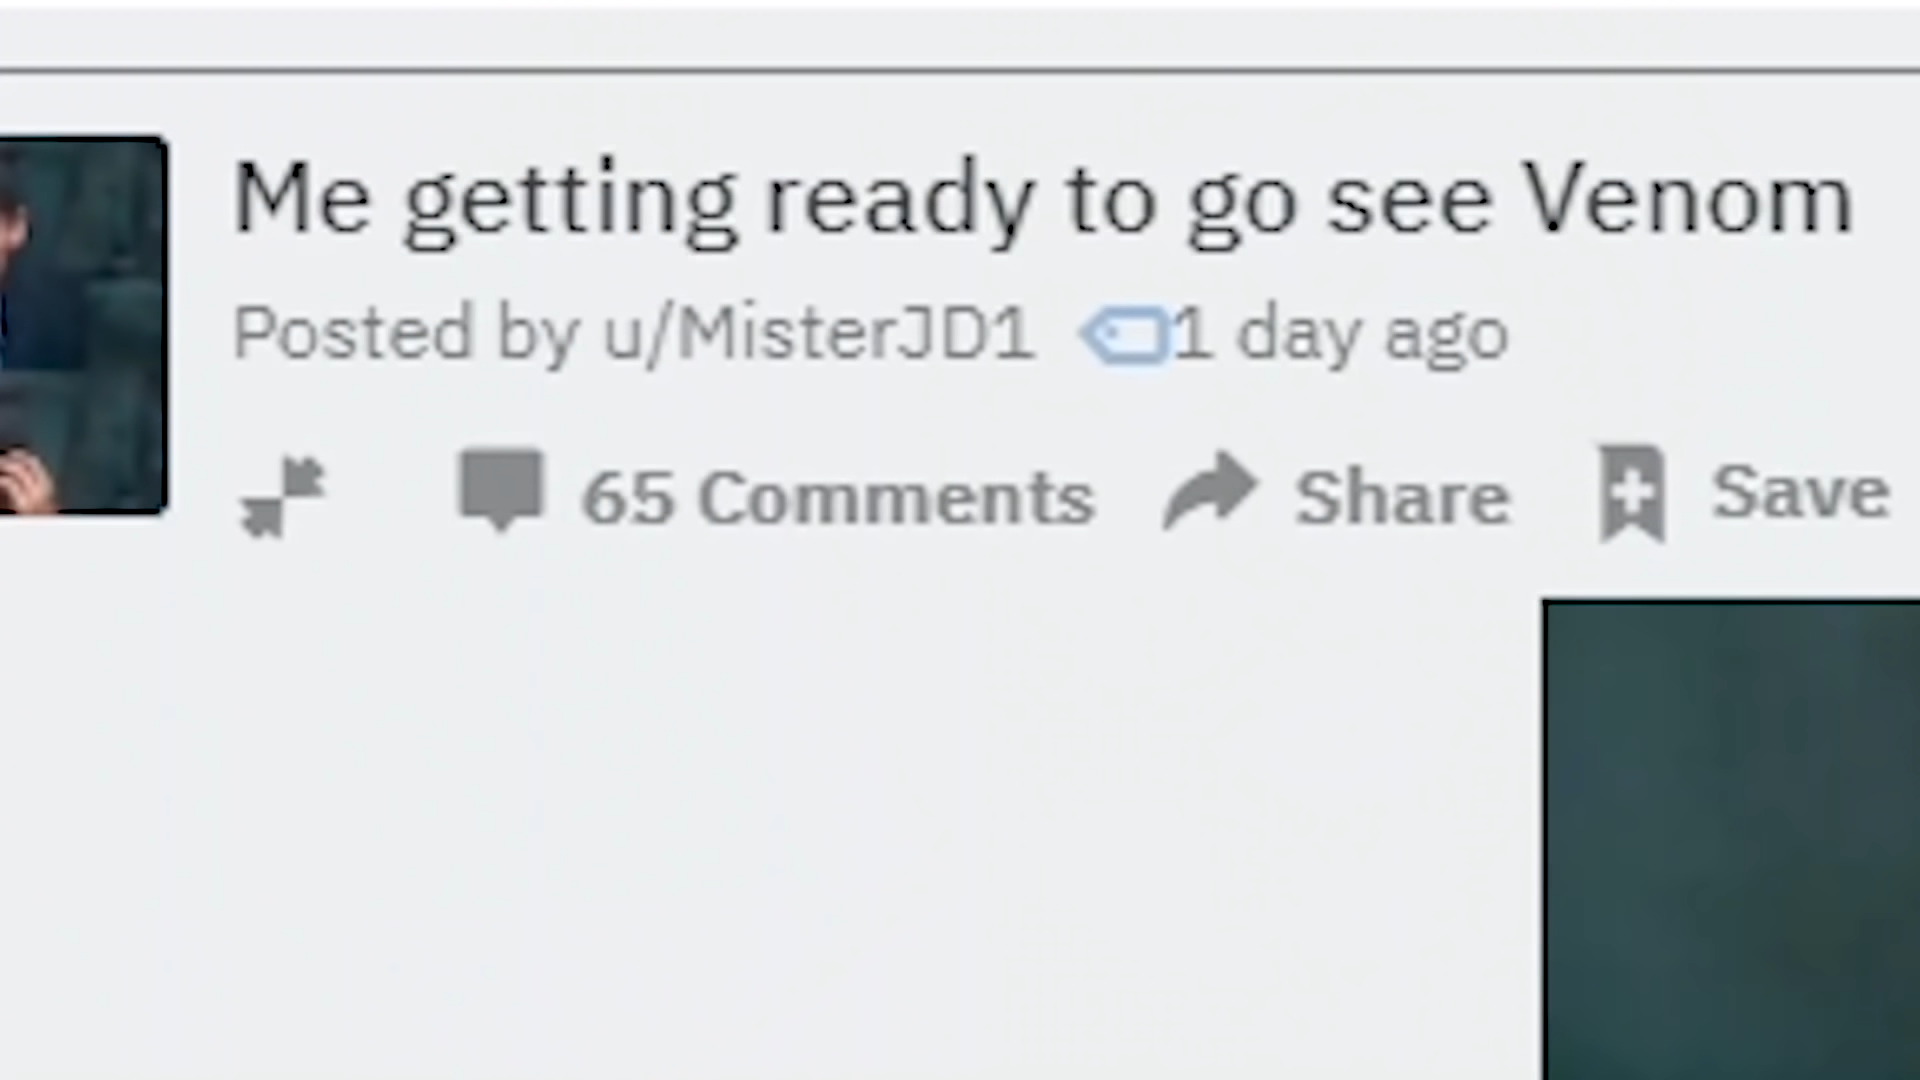 Me getting ready to go see Venom
Posted by u/MisterJD1 1 day ago
65 Comments Share Save